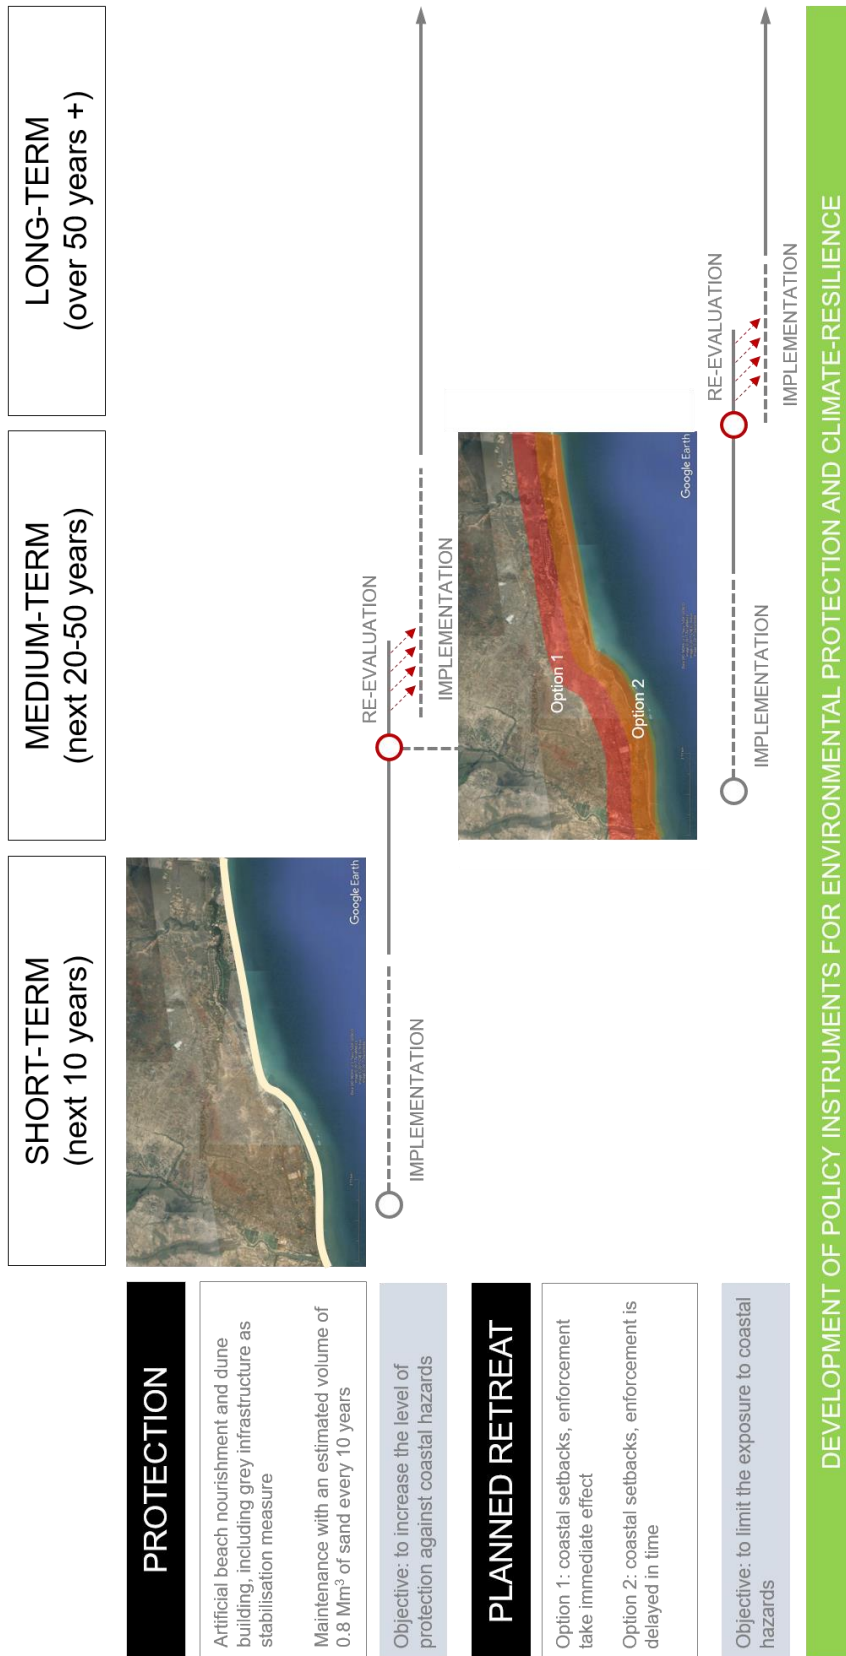 SHORT-TERM
(next 10 years)
MEDIUM-TERM
(next 20-50 years)
LONG-TERM
(over 50 years +)
PROTECTION
Artificial beach nourishment and dune
building, including grey infrastructure as
stabilisation measure
Maintenance with an estimated volume of
0.8 Mm³ of sand every 10 years
Objective: to increase the level of
protection against coastal hazards
Google Earth
IMPLEMENTATION
RE-EVALUATION
IMPLEMENTATION
PLANNED RETREAT
Option 1: coastal setbacks, enforcement
take immediate effect
Option 2: coastal setbacks, enforcement is
delayed in time
Objective: to limit the exposure to coastal
hazards
Option 1
Option 2
Google Earth
IMPLEMENTATION
RE-EVALUATION
IMPLEMENTATION
DEVELOPMENT OF POLICY INSTRUMENTS FOR ENVIRONMENTAL PROTECTION AND CLIMATE-RESILIENCE